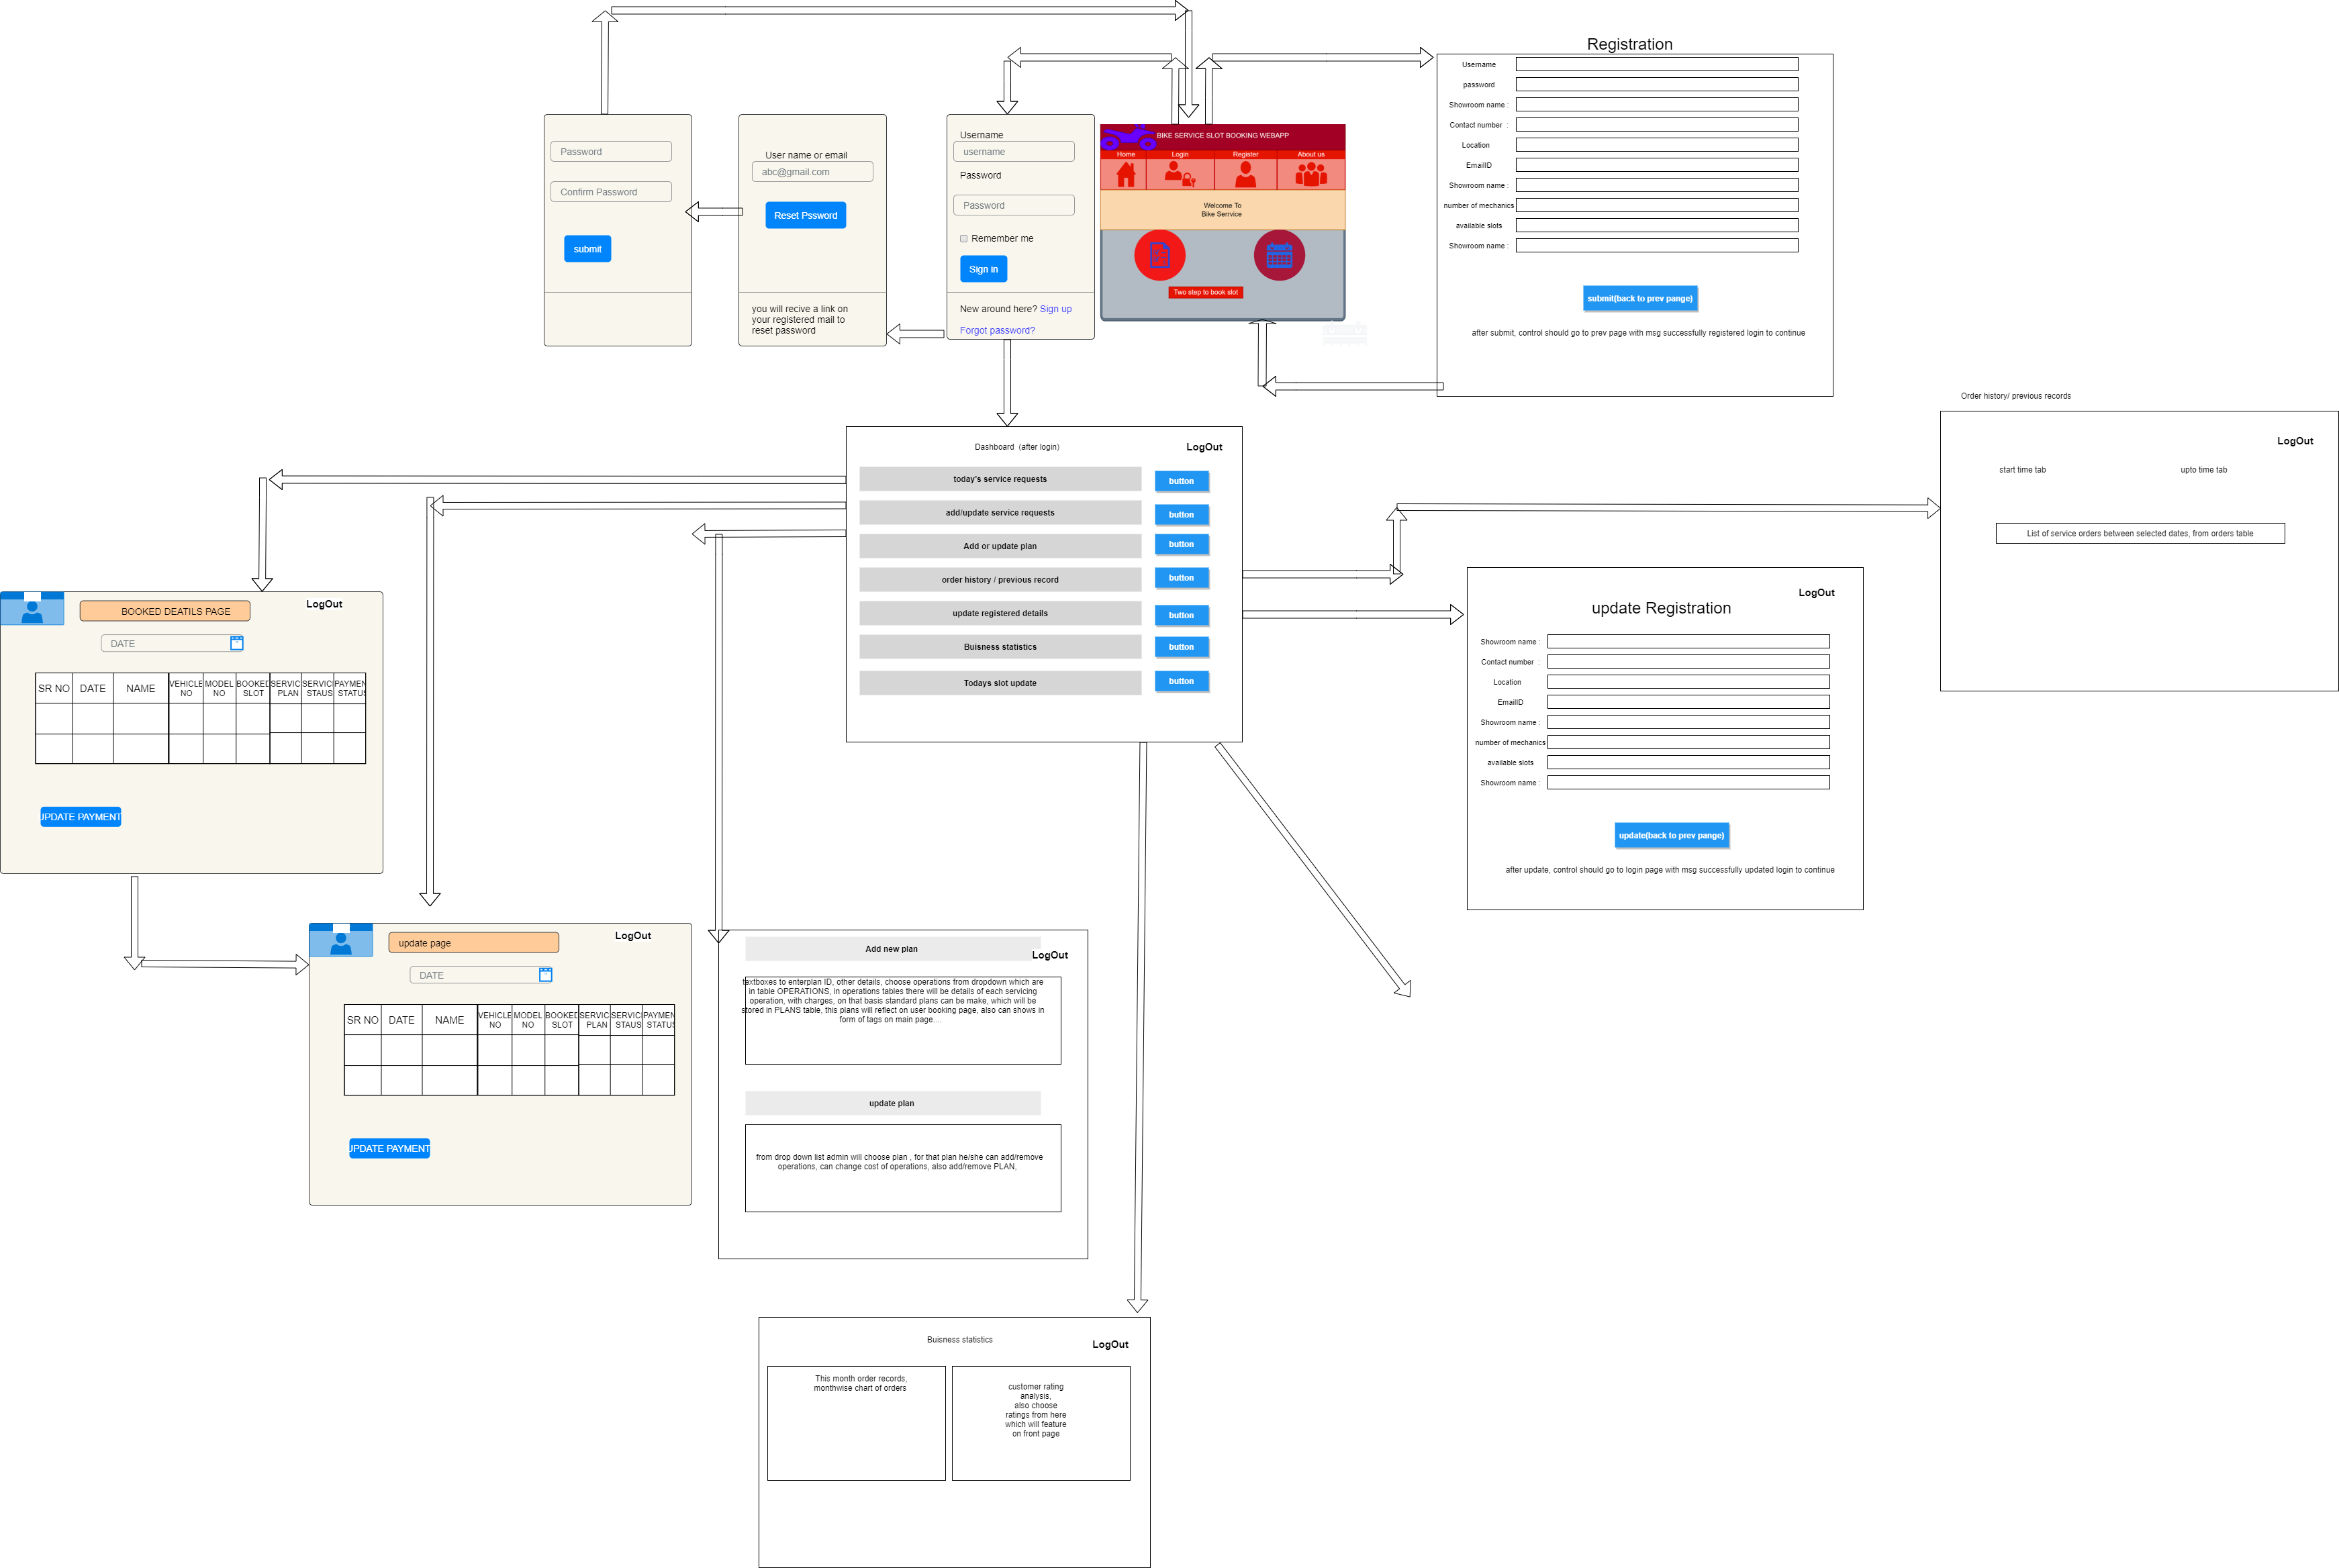 Registration
Username
password
Showroom name :
Contact number :
Location
EmailID
Showroom name :
number of mechanics
available slots
Showroom name :
submit(back to prev pange)
after submit, control should go to prev page with msg successfully registered login to continue
Password
Confirm Password
submit
User name or email
abc@gmail.com
Reset Pssword
you will recive a link on
your registered mail to
reset password
Username
username
Password
Password
Remember me
Sign in
New around here? Sign up
Forgot password?
BIKE SERVICE SLOT BOOKING WEBAPP
Home
Login
Register
About us
Welcome To
Bike Serrvice
Two step to book slot
Order history/ previous records
LogOut
start time tab
upto time tab
List of service orders between selected dates, from orders table
Dashboard (after login)
LogOut
today's service requests
button
add/update service requests
button
Add or update plan
button
order history / previous record
button
update registered details
button
Buisness statistics
button
Todays slot update
button
update Registration
LogOut
Showroom name :
Contact number :
Location
EmailID
Showroom name :
number of mechanics
available slots
Showroom name :
update(back to prev pange)
after update, control should go to login page with msg successfully updated login to continue
BOOKED DEATILS PAGE
LogOut
DATE
SR NO
DATE
NAME
VEHICLE
NO
MODEL
NO
BOOKED
SLOT
SERVIC
PLAN
SERVIC
STAUS
PAYMEN
STATUS
UPDATE PAYMENT
update page
LogOut
DATE
SR NO
DATE
NAME
VEHICLE
NO
MODEL
NO
BOOKED
SLOT
SERVIC
PLAN
SERVIC
STAUS
PAYMEN
STATUS
UPDATE PAYMENT
Add new plan
LogOut
textboxes to enterplan ID, other details, choose operations from dropdown which are
in table OPERATIONS, in operations tables there will be details of each servicing
operation, with charges, on that basis standard plans can be make, which will be
stored in PLANS table, this plans will reflect on user booking page, also can shows in
form of tags on main page....
update plan
from drop down list admin will choose plan , for that plan he/she can add/remove
operations, can change cost of operations, also add/remove PLAN,
Buisness statistics
LogOut
This month order records,
monthwise chart of orders
customer rating
analysis,
also choose
ratings from here
which will feature
on front page